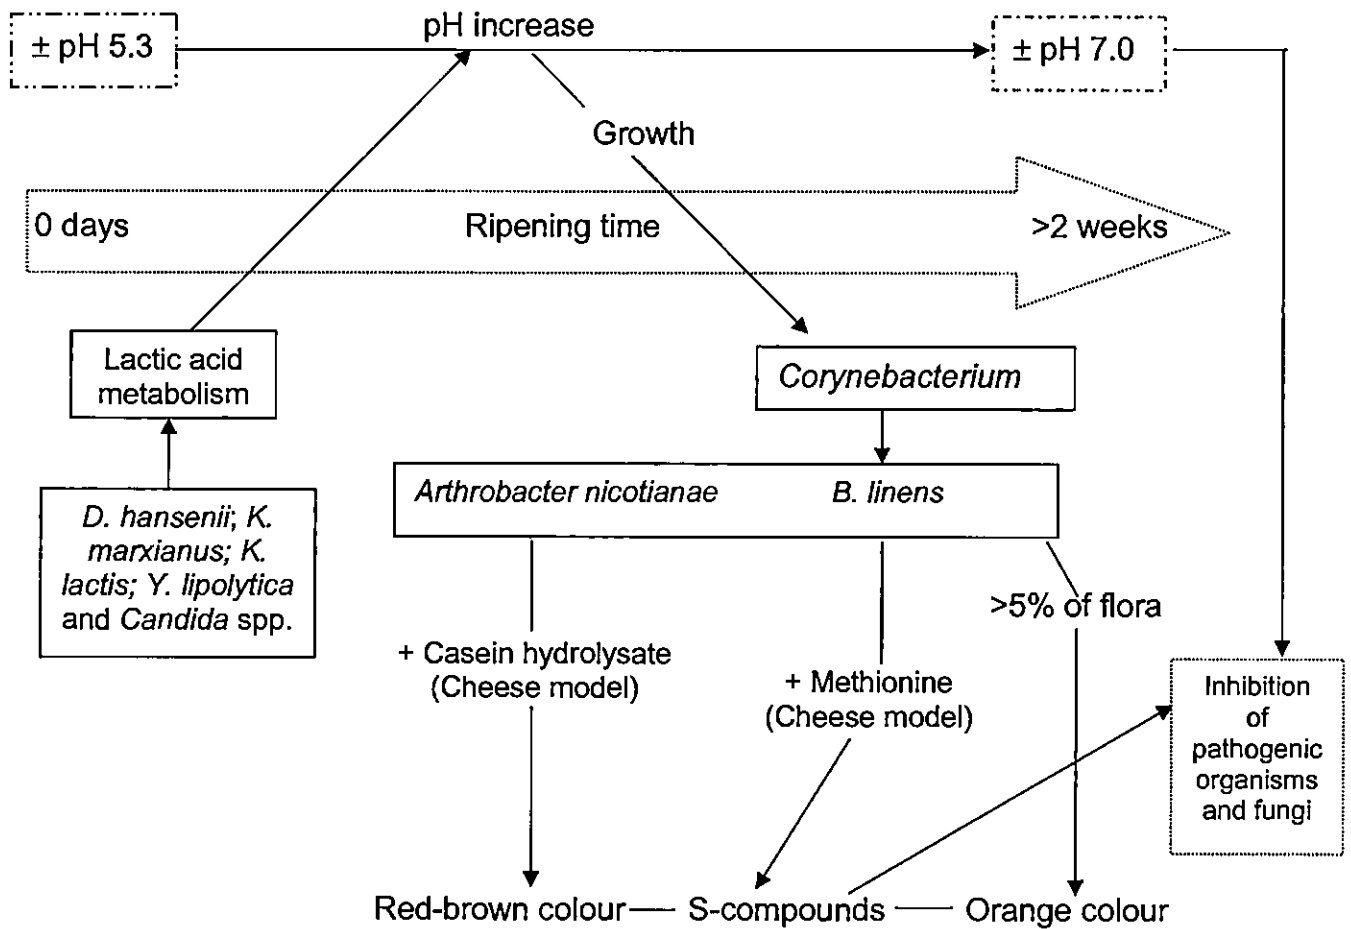 pH increase
± pH 5.3
± pH 7.0
Growth
0 days
Ripening time
>2 weeks
Lactic acid
metabolism
Corynebacterium
Arthrobacter nicotianae
B. linens
D. hansenii; K.
marxianus; K.
lactis; Y. lipolytica
and Candida spp.
>5% of flora
+ Casein hydrolysate
(Cheese model)
+ Methionine
(Cheese model)
Inhibition
of
pathogenic
organisms
and fungi
Red-brown colour
S-compounds
Orange colour